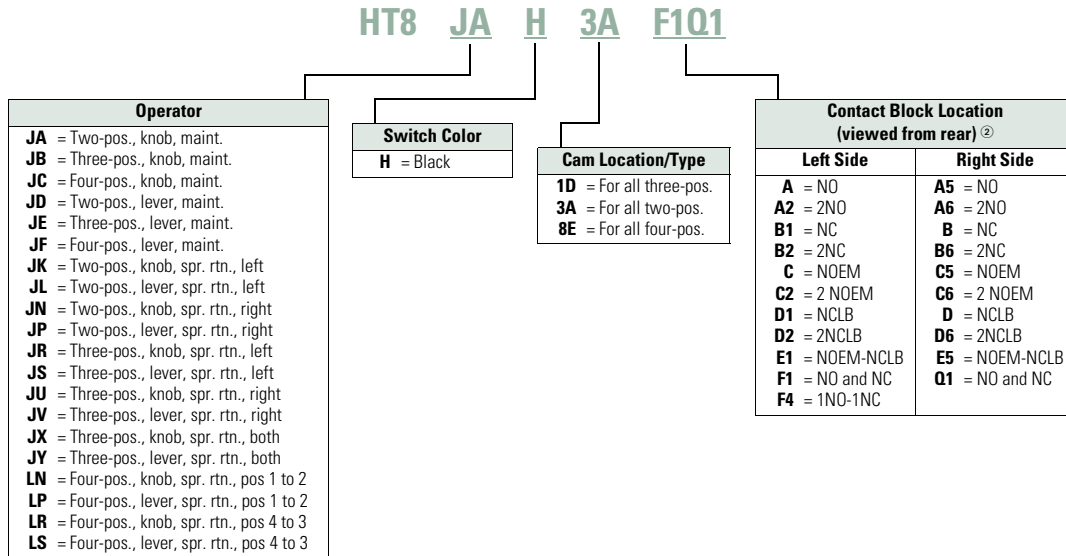 HT8 JA H 3A F1Q1
Operator
JA = Two-pos., knob, maint.
JB = Three-pos., knob, maint.
JC = Four-pos., knob, maint.
JD = Two-pos., lever, maint.
JE = Three-pos., lever, maint.
JF = Four-pos., lever, maint.
JK = Two-pos., knob, spr. rtn., left
JL = Two-pos., lever, spr. rtn., left
JN = Two-pos., knob, spr. rtn., right
JP = Two-pos., lever, spr. rtn., right
JR = Three-pos., knob, spr. rtn., left
JS = Three-pos., lever, spr. rtn., left
JU = Three-pos., knob, spr. rtn., right
JV = Three-pos., lever, spr. rtn., right
JX = Three-pos., knob, spr. rtn., both
JY = Three-pos., lever, spr. rtn., both
LN = Four-pos., knob, spr. rtn., pos 1 to 2
LP = Four-pos., lever, spr. rtn., pos 1 to 2
LR = Four-pos., knob, spr. rtn., pos 4 to 3
LS = Four-pos., lever, spr. rtn., pos 4 to 3
Switch Color
H = Black
Cam Location/Type
1D = For all three-pos.
3A = For all two-pos.
8E = For all four-pos.
Contact Block Location
(viewed from rear) ②
Left Side
A = NO
A2 = 2NO
B1 = NC
B2 = 2NC
C = NOEM
C2 = 2 NOEM
D1 = NCLB
D2 = 2NCLB
E1 = NOEM-NCLB
F1 = NO and NC
F4 = 1NO-1NC
Right Side
A5 = NO
A6 = 2NO
B = NC
B6 = 2NC
C5 = NOEM
C6 = 2 NOEM
D = NCLB
D6 = 2NCLB
E5 = NOEM-NCLB
Q1 = NO and NC